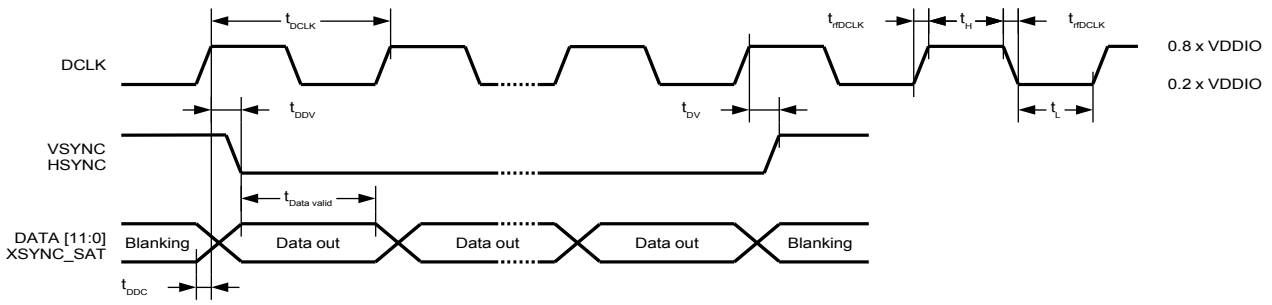 tDCLK
trfDCLK
tH
trfDCLK
DCLK
0.8 x VDDIO
0.2 x VDDIO
tDDV
tDV
tL
VSYNC
HSYNC
tData valid
DATA [11:0]
XSYNC_SAT
Blanking
Data out
Data out
Data out
Blanking
tDDC